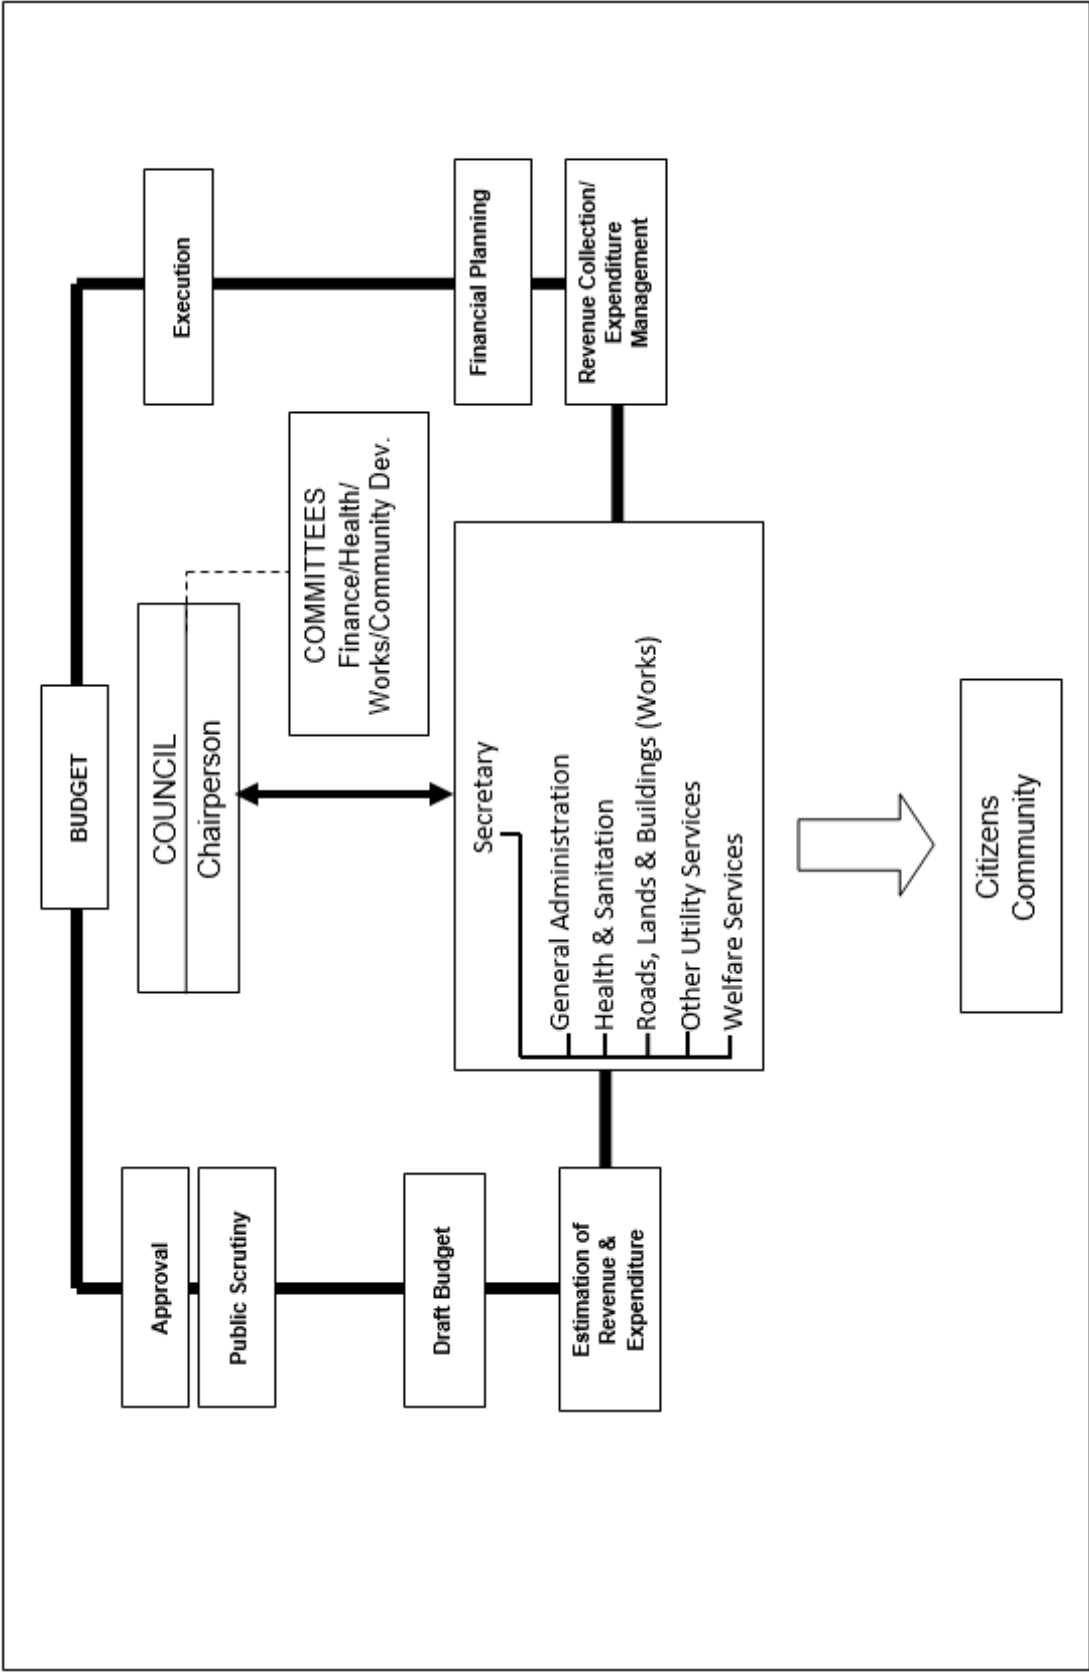 BUDGET
Approval
Public Scrutiny
Draft Budget
Estimation of
Revenue &
Expenditure
COUNCIL
Chairperson
COMMITTEES
Finance/Health/
Works/Community Dev.
Execution
Financial Planning
Revenue Collection/
Expenditure
Management
Secretary
General Administration
Health & Sanitation
Roads, Lands & Buildings (Works)
Other Utility Services
Welfare Services
Citizens
Community